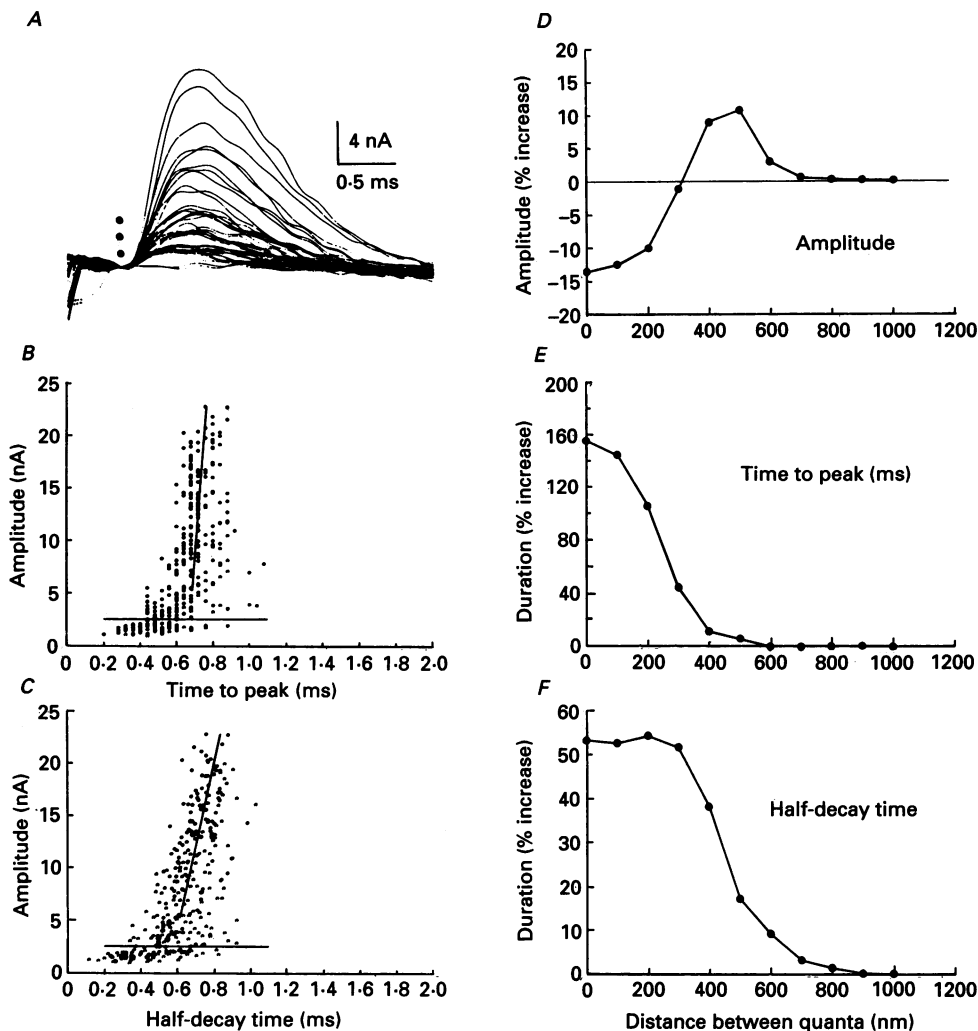 A
4 nA
0·5 ms
B
25
20
15
10
5
0
Amplitude (nA)
0 0·2 0·4 0·6 0·8 1·0 1·2 1·4 1·6 1·8 2·0
Time to peak (ms)
C
25
20
15
10
5
0
Amplitude (nA)
0 0·2 0·4 0·6 0·8 1·0 1·2 1·4 1·6 1·8 2·0
Half-decay time (ms)
D
20
15
10
5
0
−5
−10
−15
−20
Amplitude (% increase)
Amplitude
0 200 400 600 800 1000 1200
E
200
160
120
80
40
0
Duration (% increase)
Time to peak (ms)
0 200 400 600 800 1000 1200
F
60
50
40
30
20
10
0
Duration (% increase)
Half-decay time
0 200 400 600 800 1000 1200
Distance between quanta (nm)